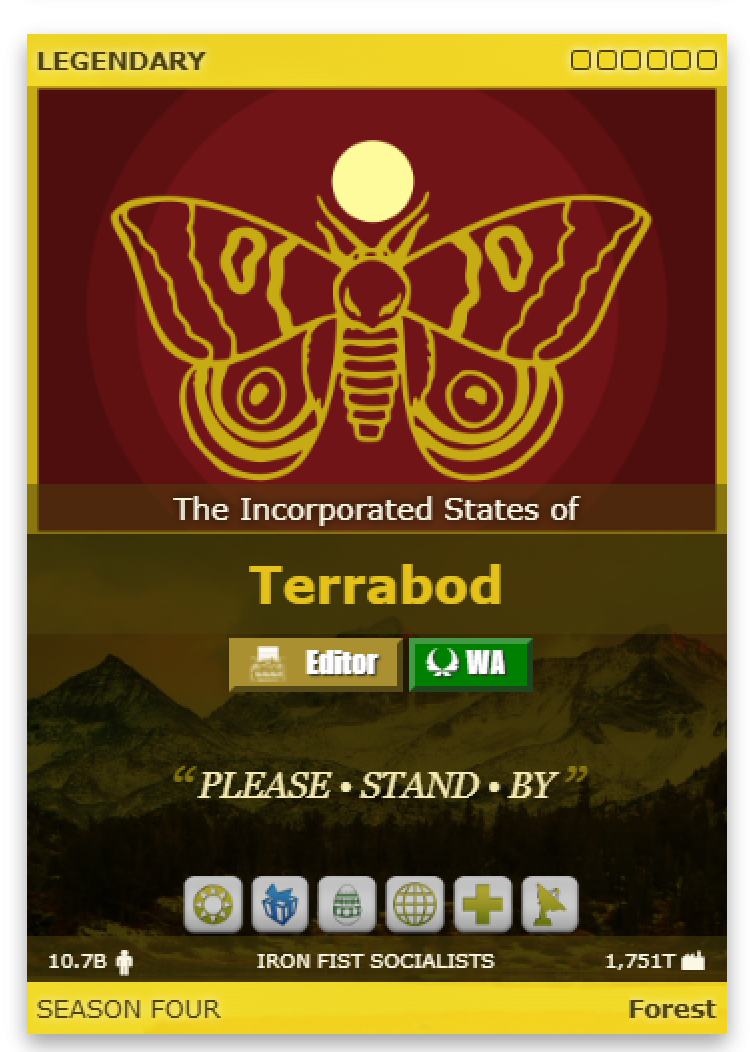 LEGENDARY
The Incorporated States of
Terrabod
Editor WA
“PLEASE • STAND • BY”
10.7B IRON FIST SOCIALISTS 1,751T
SEASON FOUR Forest